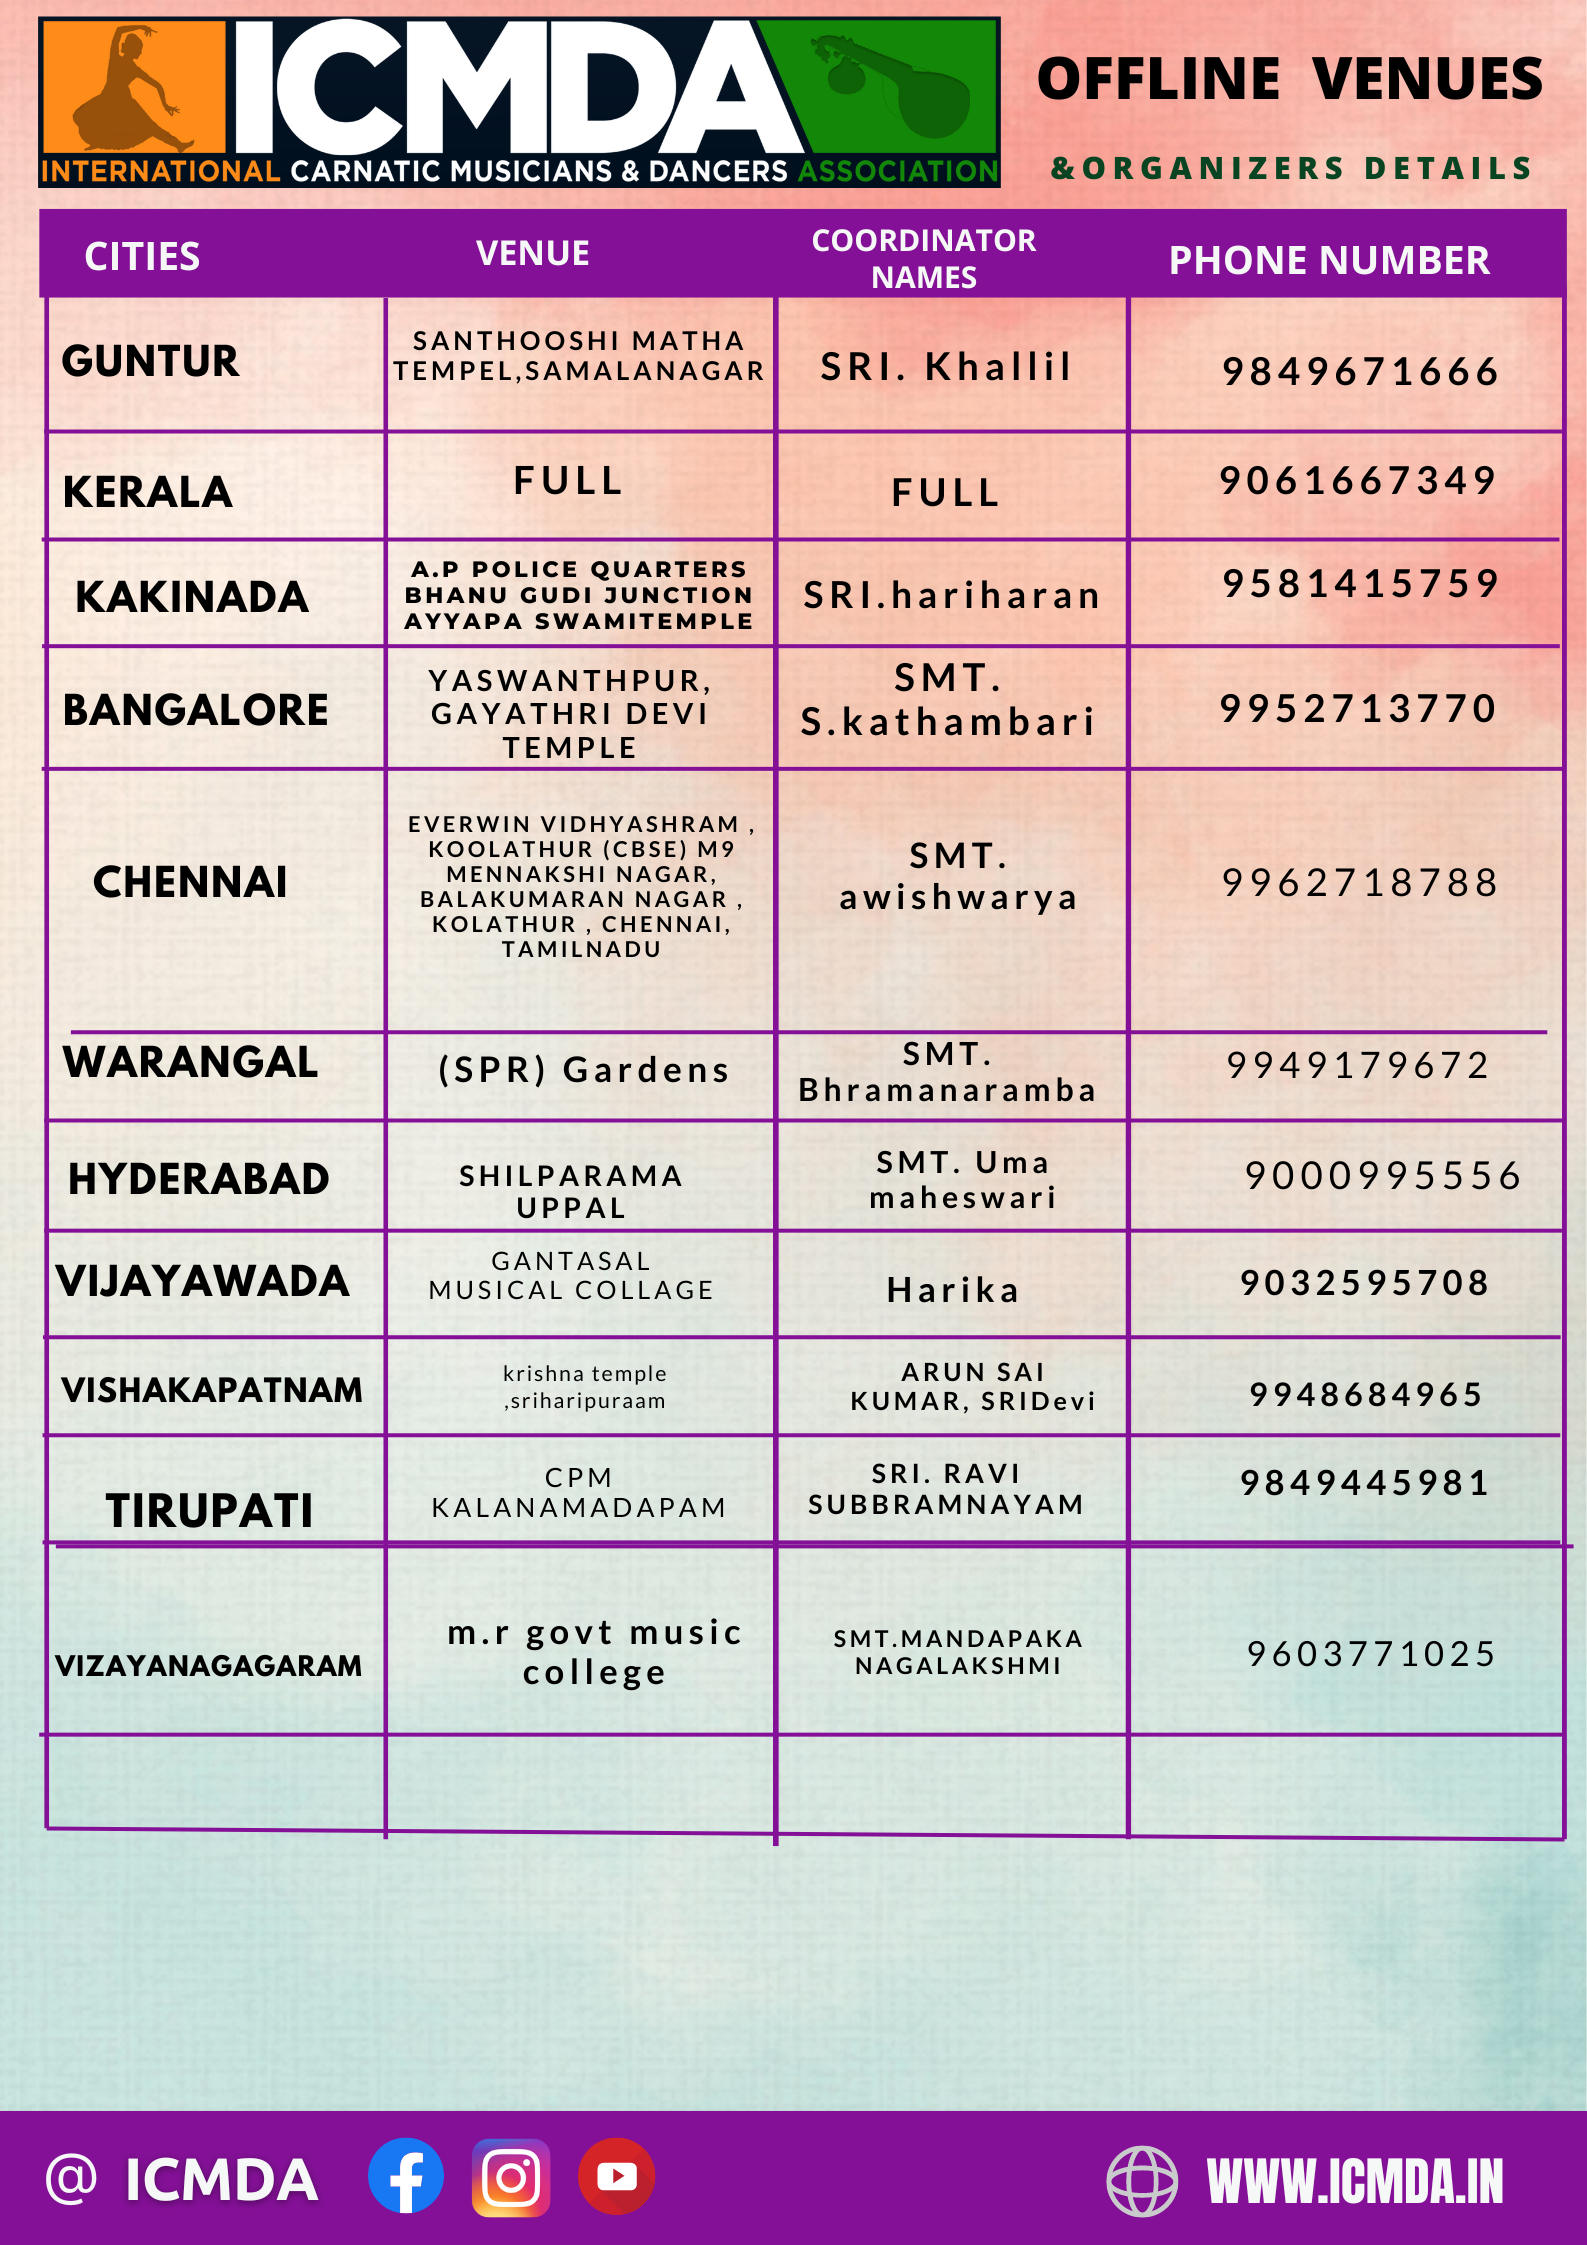 ICMDA
INTERNATIONAL CARNATIC MUSICIANS & DANCERS ASSOCIATION
OFFLINE VENUES
&ORGANIZERS DETAILS
CITIES
VENUE
COORDINATOR
NAMES
PHONE NUMBER
GUNTUR
SANTHOOSHI MATHA
TEMPEL,SAMALANAGAR
SRI. Khallil
9849671666
KERALA
FULL
FULL
9061667349
KAKINADA
A.P POLICE QUARTERS
BHANU GUDI JUNCTION
AYYAPA SWAMITEMPLE
SRI.hariharan
9581415759
BANGALORE
YASWANTHPUR,
GAYATHRI DEVI
TEMPLE
SMT.
S.kathambari
9952713770
CHENNAI
EVERWIN VIDHYASHRAM ,
KOOLATHUR (CBSE) M9
MENNAKSHI NAGAR,
BALAKUMARAN NAGAR ,
KOLATHUR , CHENNAI,
TAMILNADU
SMT.
awishwarya
9962718788
WARANGAL
(SPR) Gardens
SMT.
Bhramanaramba
9949179672
HYDERABAD
SHILPARAMA
UPPAL
SMT. Uma
maheswari
9000995556
VIJAYAWADA
GANTASAL
MUSICAL COLLAGE
Harika
9032595708
VISHAKAPATNAM
krishna temple
,sriharipuraam
ARUN SAI
KUMAR, SRIDevi
9948684965
TIRUPATI
CPM
KALANAMADAPAM
SRI. RAVI
SUBBRAMNAYAM
9849445981
VIZAYANAGAGARAM
m.r govt music
college
SMT.MANDAPAKA
NAGALAKSHMI
9603771025
@ ICMDA
WWW.ICMDA.IN